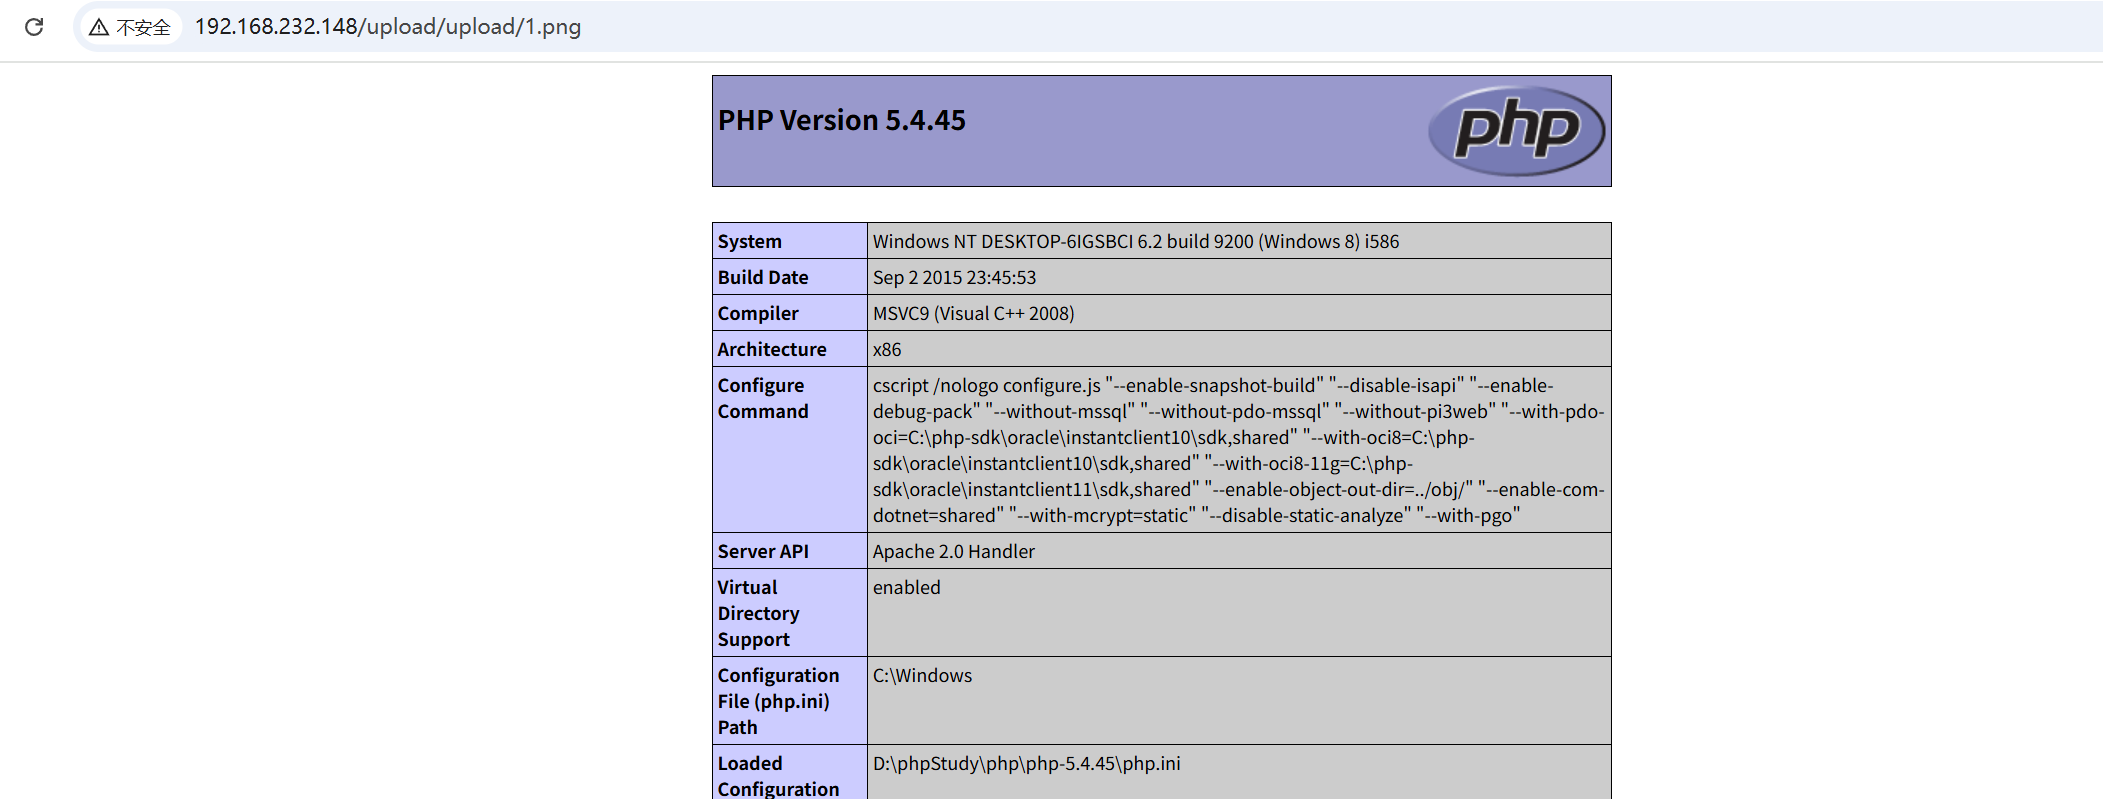 不安全 192.168.232.148/upload/upload/1.png
PHP Version 5.4.45
php
System Windows NT DESKTOP-6IGSBCI 6.2 build 9200 (Windows 8) i586
Build Date Sep 2 2015 23:45:53
Compiler MSVC9 (Visual C++ 2008)
Architecture x86
Configure cscript /nologo configure.js "--enable-snapshot-build" "--disable-isapi" "--enable-
Command debug-pack" "--without-mssql" "--without-pdo-mssql" "--without-pi3web" "--with-pdo-
oci=C:\php-sdk\oracle\instantclient10\sdk,shared" "--with-oci8=C:\php-
sdk\oracle\instantclient10\sdk,shared" "--with-oci8-11g=C:\php-
sdk\oracle\instantclient11\sdk,shared" "--enable-object-out-dir=../obj/" "--enable-com-
dotnet=shared" "--with-mcrypt=static" "--disable-static-analyze" "--with-pgo"
Server API Apache 2.0 Handler
Virtual enabled
Directory
Support
Configuration C:\Windows
File (php.ini)
Path
Loaded D:\phpStudy\php\php-5.4.45\php.ini
Configuration